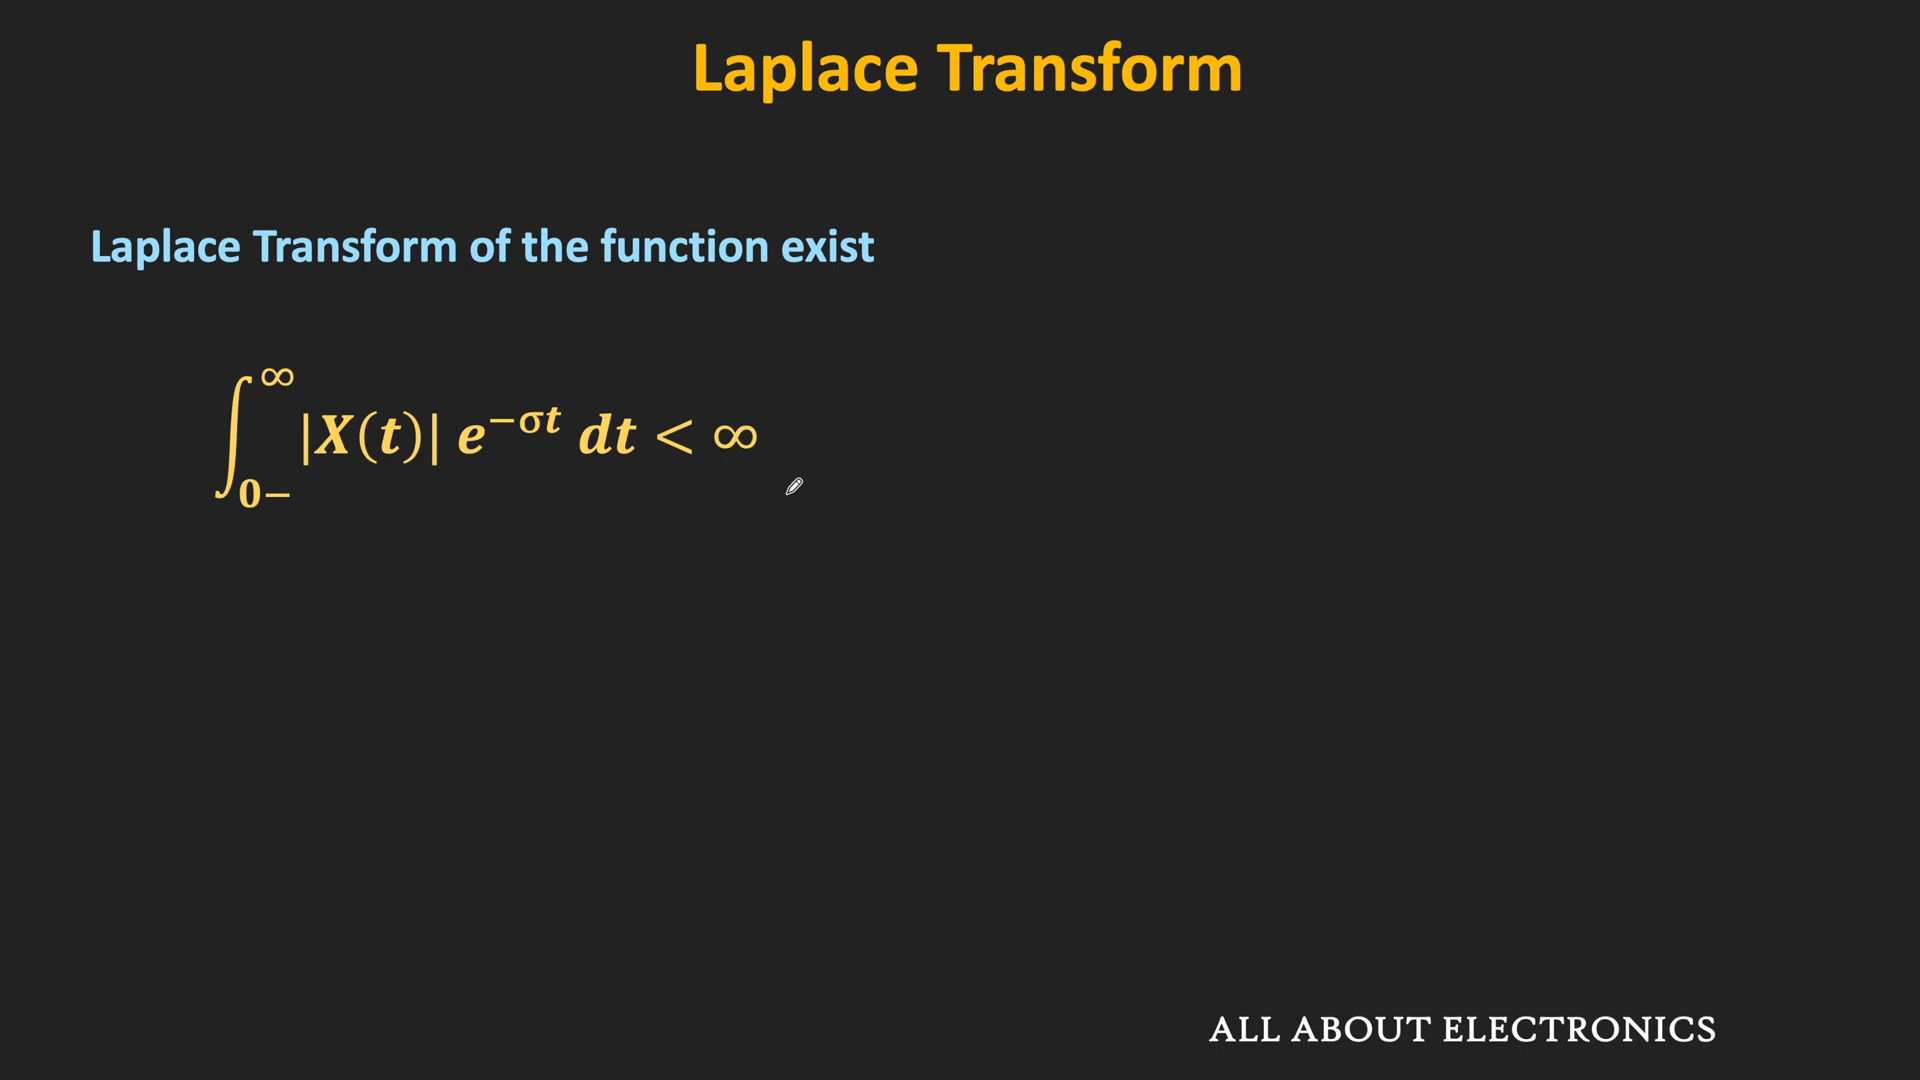 Laplace Transform
Laplace Transform of the function exist
∫₀₋^∞ |X(t)| e^{−σt} dt < ∞
ALL ABOUT ELECTRONICS